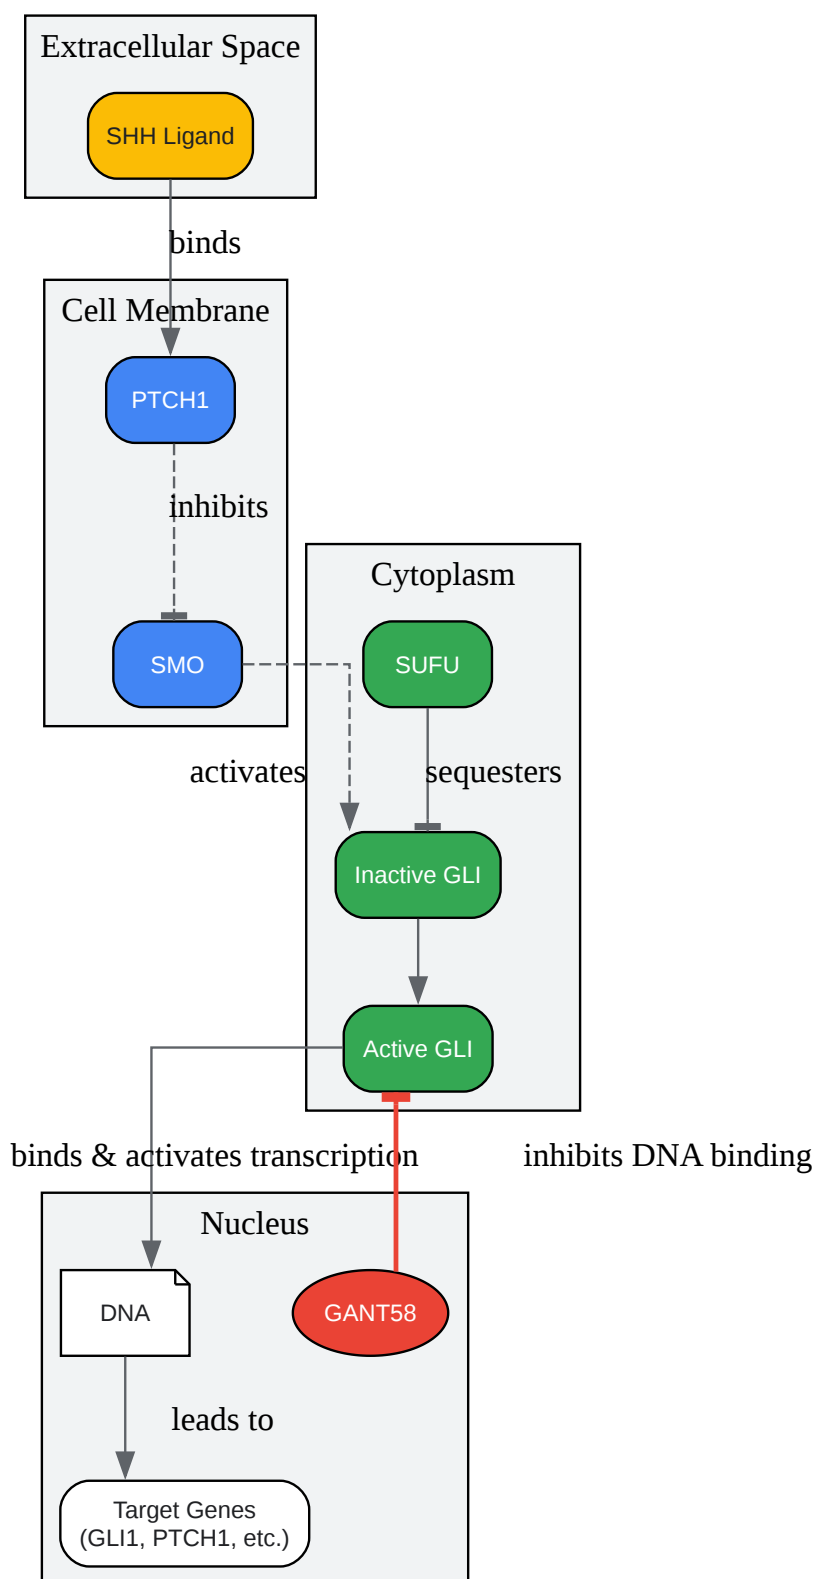 Extracellular Space
SHH Ligand
binds
Cell Membrane
PTCH1
inhibits
Cytoplasm
SMO
SUFU
activates
sequesters
Inactive GLI
Active GLI
binds & activates transcription
inhibits DNA binding
Nucleus
DNA
GANT58
leads to
Target Genes
(GLI1, PTCH1, etc.)